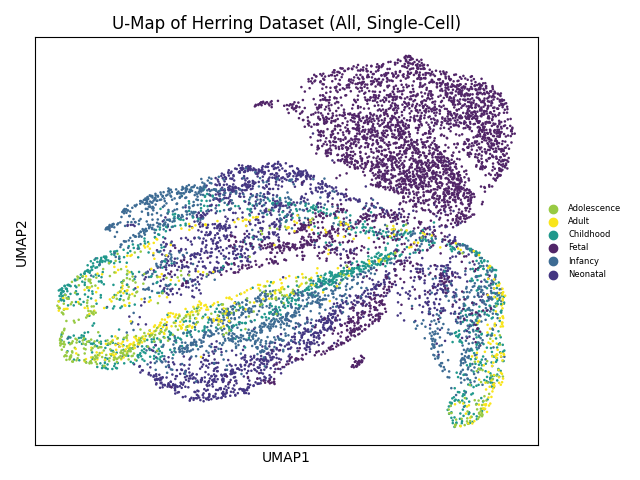 U-Map of Herring Dataset (All, Single-Cell)
UMAP2
Adolescence
Adult
Childhood
Fetal
Infancy
Neonatal
UMAP1